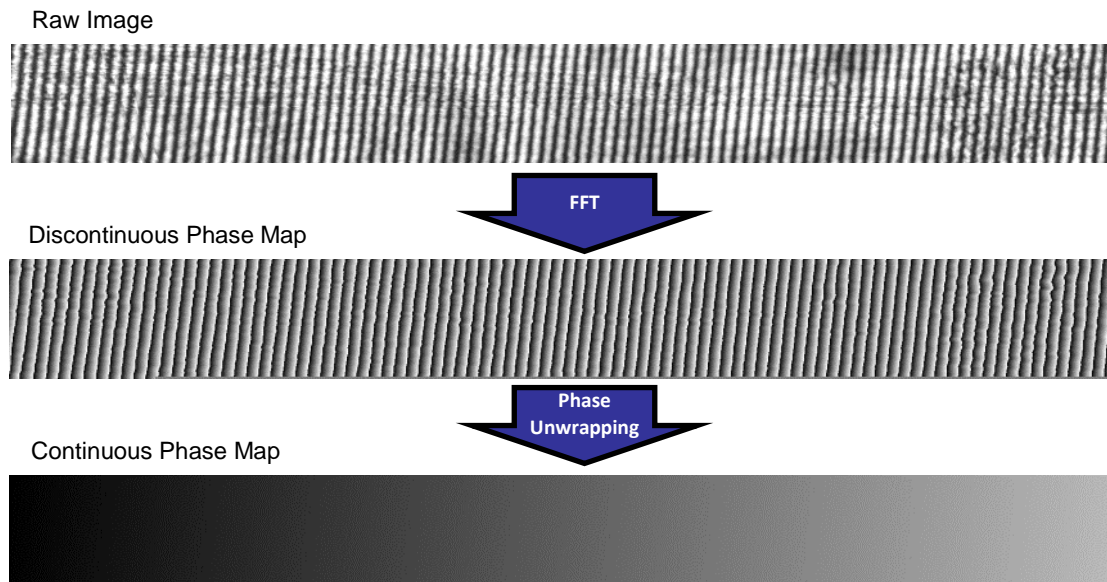 Raw Image
FFT
Discontinuous Phase Map
Phase
Unwrapping
Continuous Phase Map